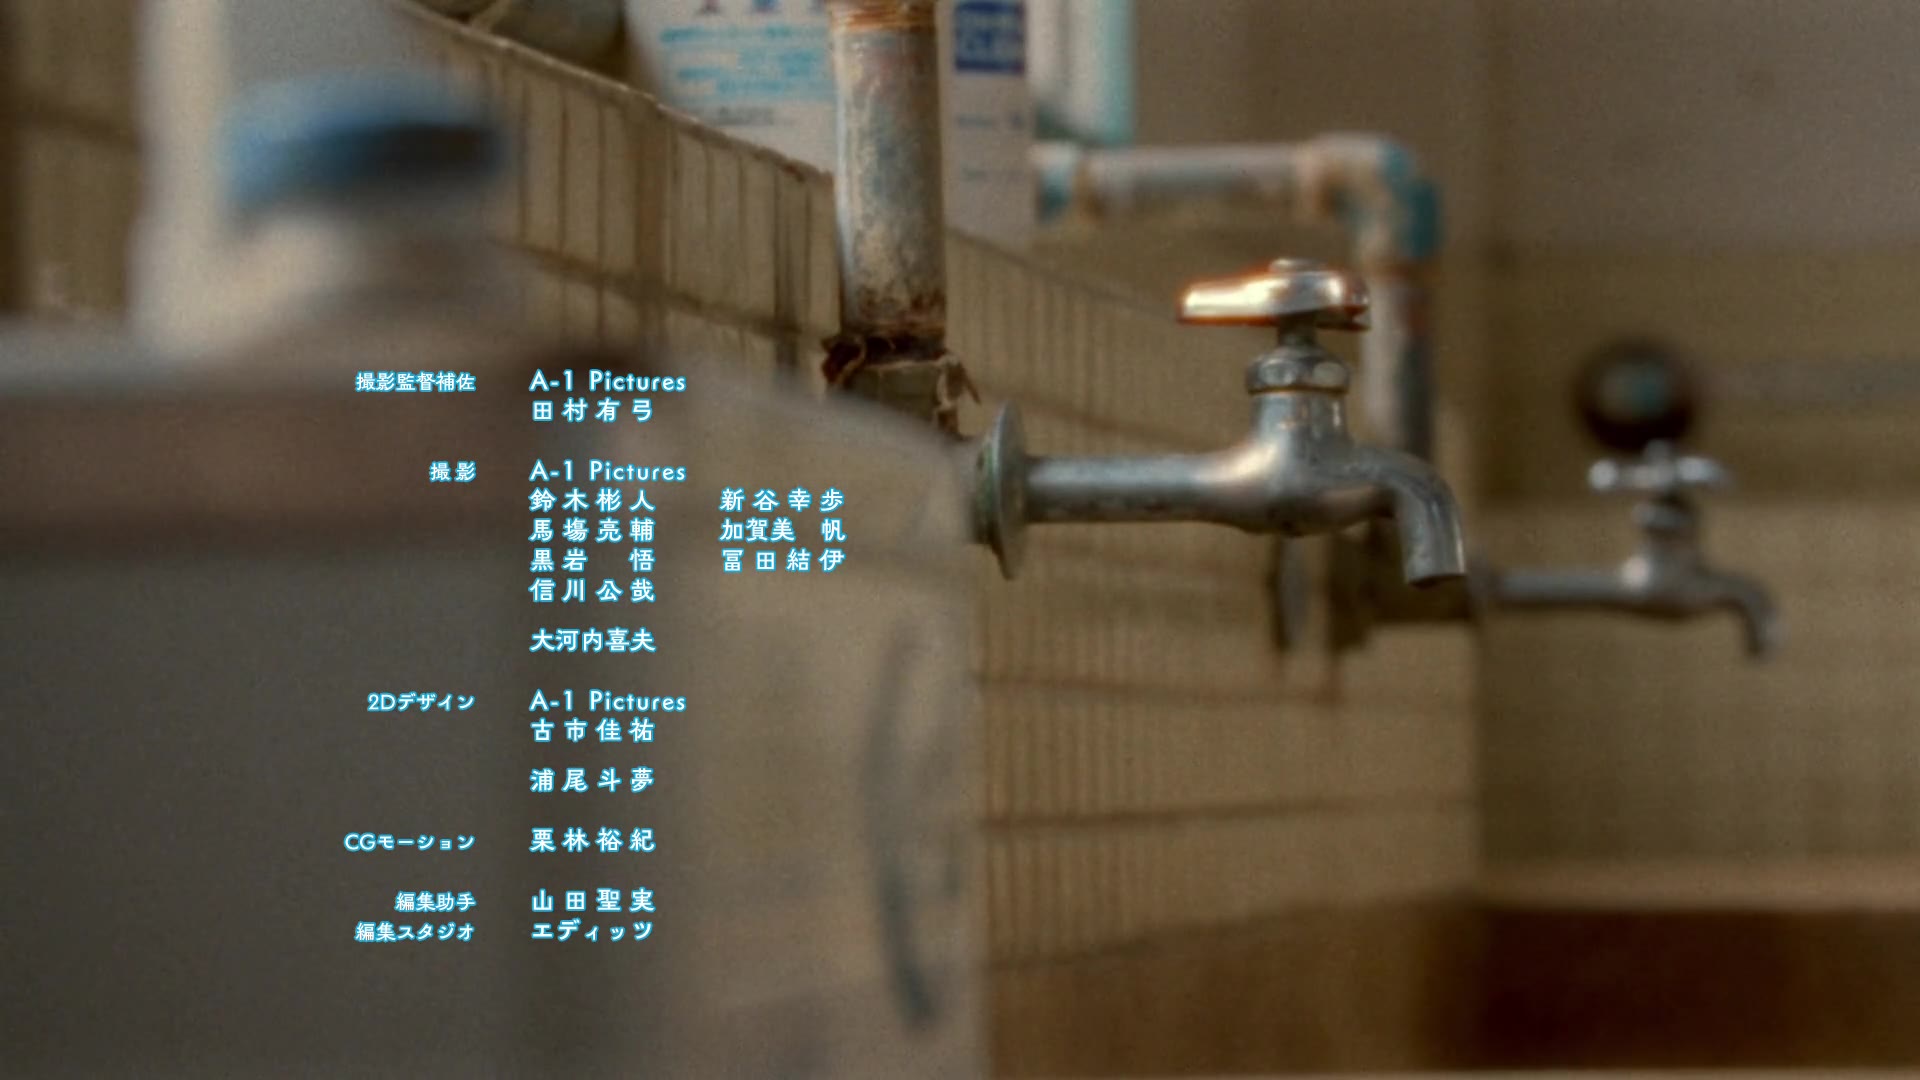 撮影監督補佐 A-1 Pictures
田村有弓
撮影 A-1 Pictures
鈴木彬人 新谷幸歩
馬塲亮輔 加賀美 帆
黒岩 悟 冨田結伊
信川公哉
大河内喜夫
2Dデザイン A-1 Pictures
古市佳祐
浦尾斗夢
CGモーション 栗林裕紀
編集助手 山田聖実
編集スタジオ エディッツ